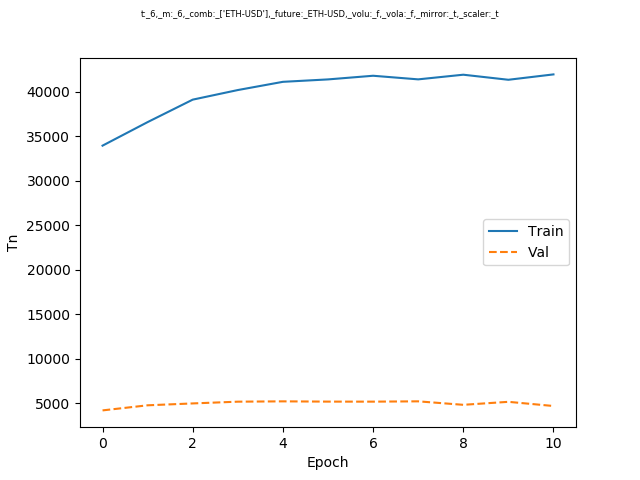 t:_6,_m:_6,_comb:_['ETH-USD'],_future:_ETH-USD,_volu:_f,_vola:_f,_mirror:_t,_scaler:_t
40000
35000
30000
25000
20000
15000
10000
5000
Tn
Train
Val
0 2 4 6 8 10
Epoch